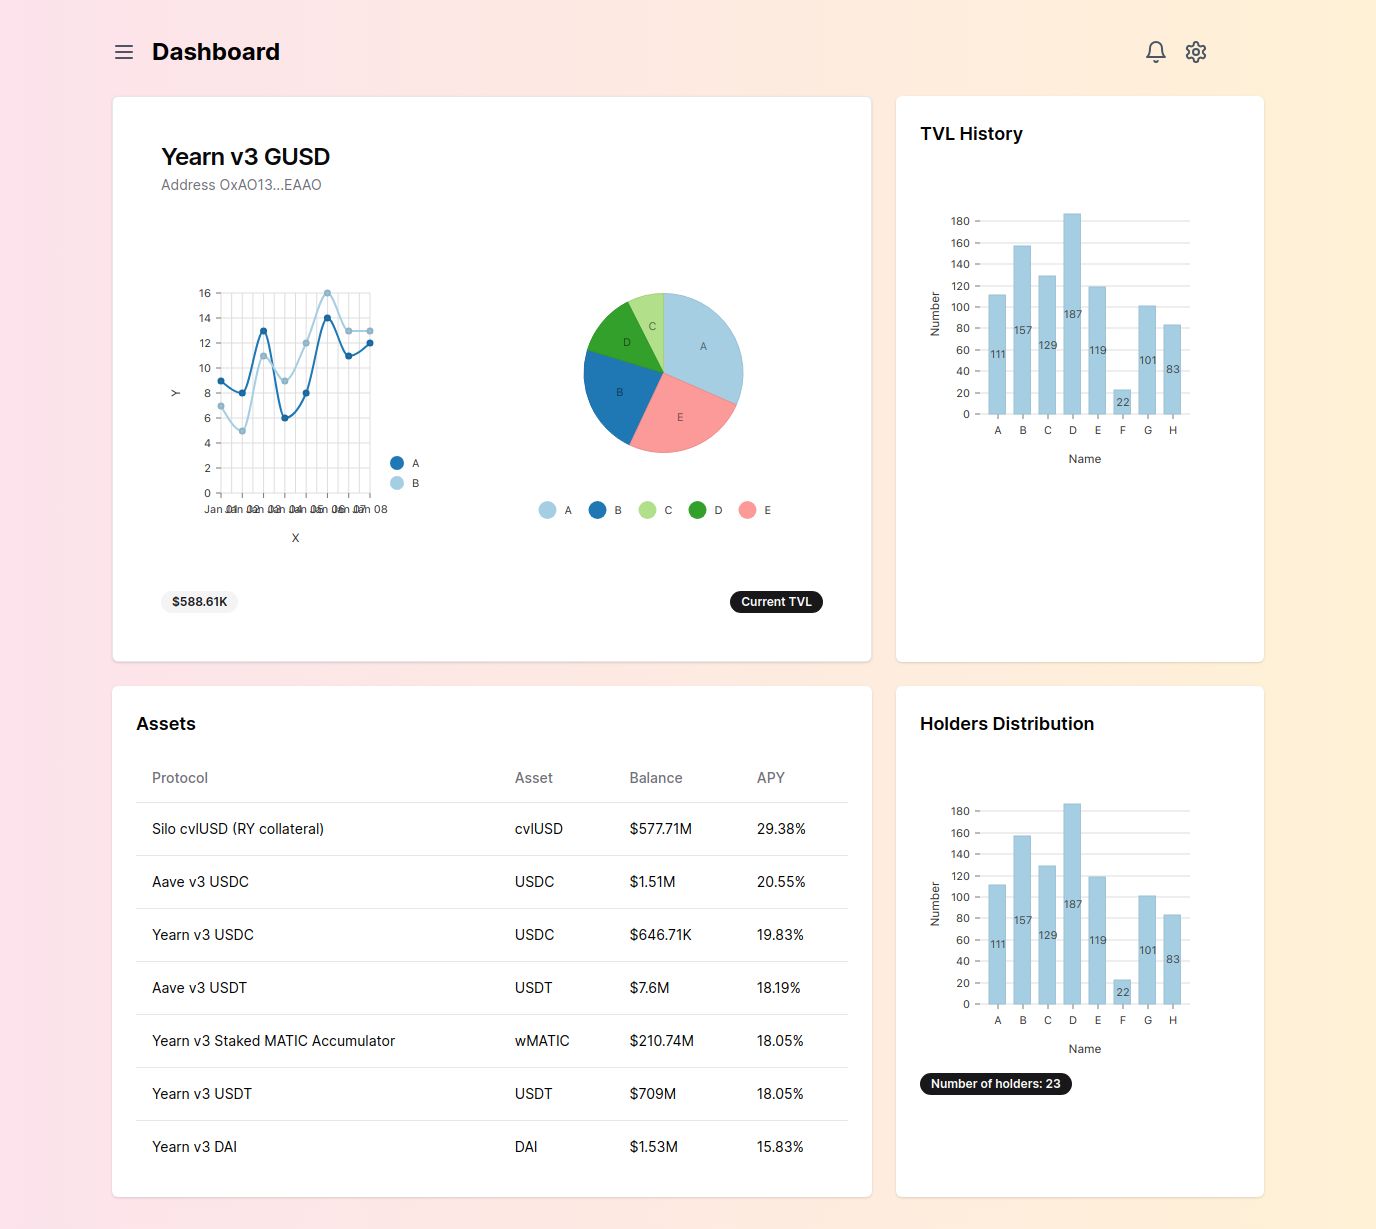 Dashboard
Yearn v3 GUSD
Address OxAO13...EAAO
16
14
12
10
8
6
4
2
0
Y
Jan 01 Jan 02 Jan 03 Jan 04 Jan 05 Jan 06 Jan 07 Jan 08
X
A
B
A
B
C
D
E
A B C D E
$588.61K
Current TVL
TVL History
180
160
140
120
100
80
60
40
20
0
Number
111 157 129 187 119 22 101 83
A B C D E F G H
Name
Assets
Protocol Asset Balance APY
Silo cvlUSD (RY collateral) cvlUSD $577.71M 29.38%
Aave v3 USDC USDC $1.51M 20.55%
Yearn v3 USDC USDC $646.71K 19.83%
Aave v3 USDT USDT $7.6M 18.19%
Yearn v3 Staked MATIC Accumulator wMATIC $210.74M 18.05%
Yearn v3 USDT USDT $709M 18.05%
Yearn v3 DAI DAI $1.53M 15.83%
Holders Distribution
180
160
140
120
100
80
60
40
20
0
Number
111 157 129 187 119 22 101 83
A B C D E F G H
Name
Number of holders: 23